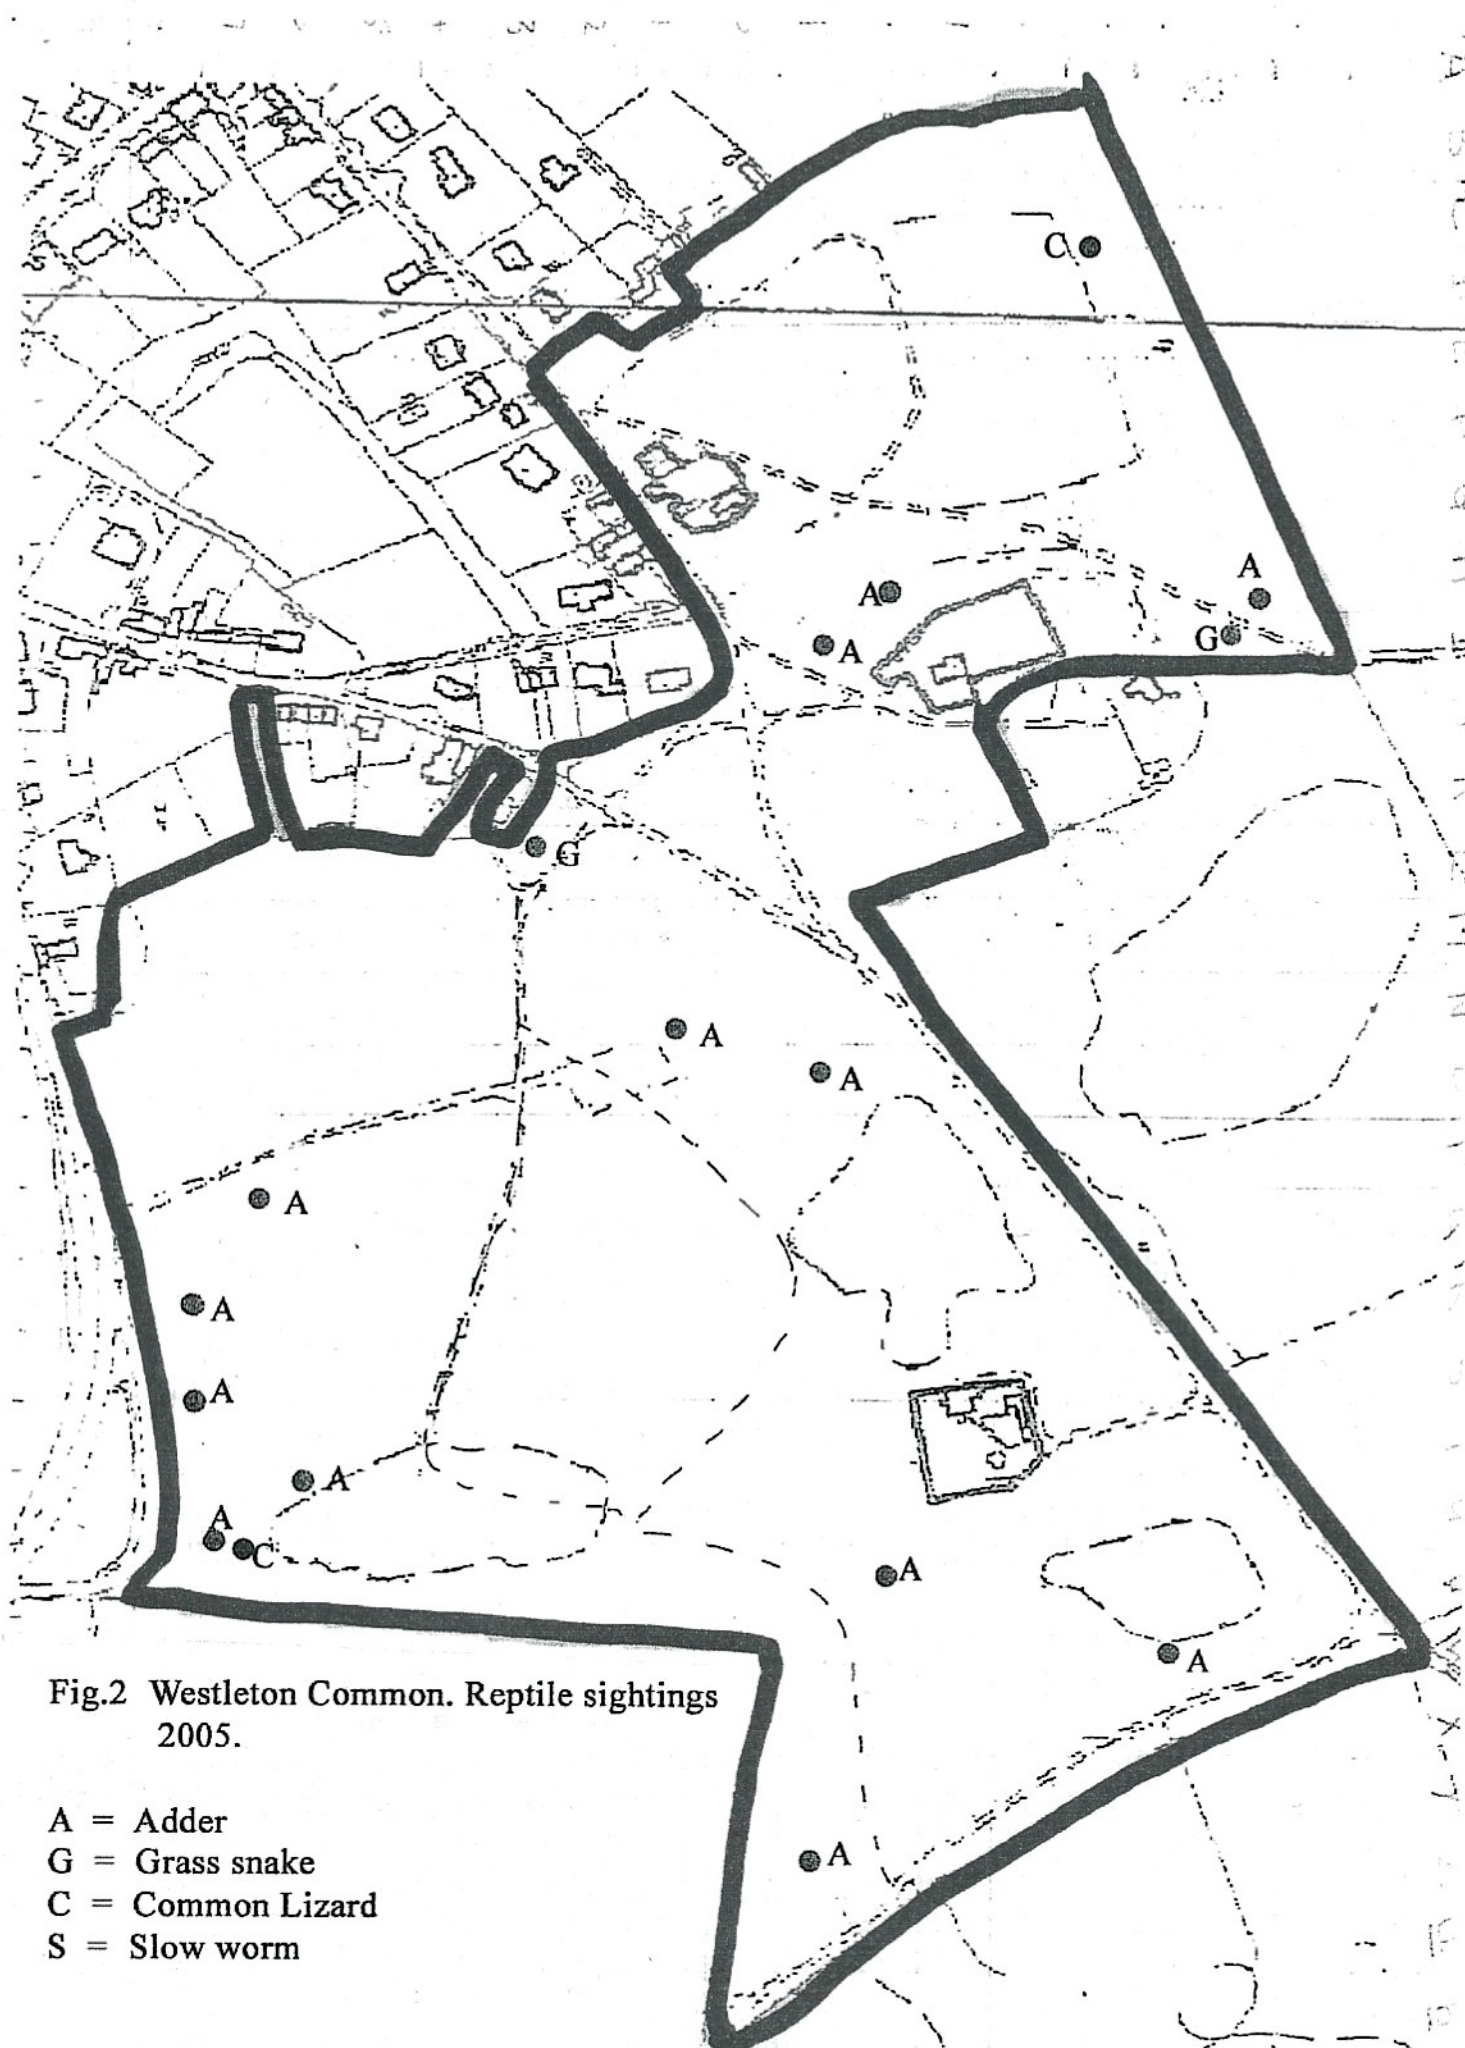 C
A
A
A
G
G
A
A
A
A
A
A
A
C
A
A
A
Fig.2 Westleton Common. Reptile sightings
2005.
A = Adder
G = Grass snake
C = Common Lizard
S = Slow worm